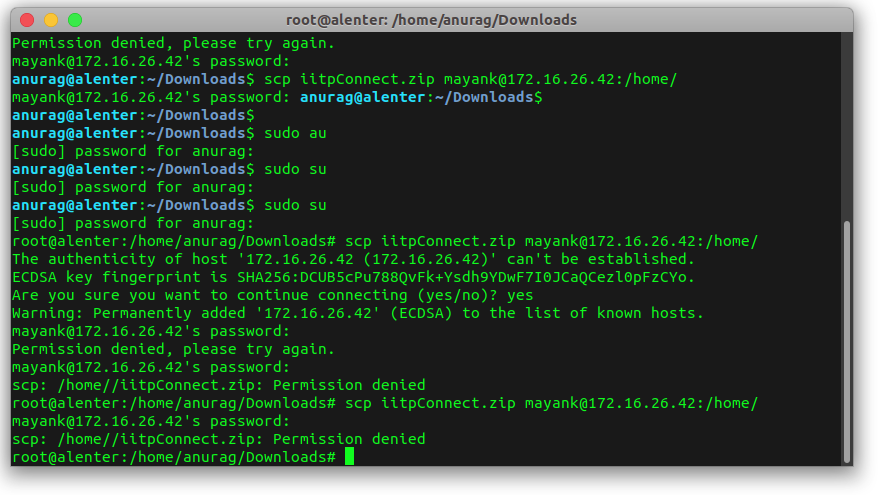 root@alenter: /home/anurag/Downloads
Permission denied, please try again.
mayank@172.16.26.42's password:
anurag@alenter:~/Downloads$ scp iitpConnect.zip mayank@172.16.26.42:/home/
mayank@172.16.26.42's password: anurag@alenter:~/Downloads$
anurag@alenter:~/Downloads$
anurag@alenter:~/Downloads$ sudo au
[sudo] password for anurag:
anurag@alenter:~/Downloads$ sudo su
[sudo] password for anurag:
anurag@alenter:~/Downloads$ sudo su
[sudo] password for anurag:
root@alenter:/home/anurag/Downloads# scp iitpConnect.zip mayank@172.16.26.42:/home/
The authenticity of host '172.16.26.42 (172.16.26.42)' can't be established.
ECDSA key fingerprint is SHA256:DCUB5cPu788QvFk+Ysdh9YDwF7I0JCaQCezl0pFzCYo.
Are you sure you want to continue connecting (yes/no)? yes
Warning: Permanently added '172.16.26.42' (ECDSA) to the list of known hosts.
mayank@172.16.26.42's password:
Permission denied, please try again.
mayank@172.16.26.42's password:
scp: /home//iitpConnect.zip: Permission denied
root@alenter:/home/anurag/Downloads# scp iitpConnect.zip mayank@172.16.26.42:/home/
mayank@172.16.26.42's password:
scp: /home//iitpConnect.zip: Permission denied
root@alenter:/home/anurag/Downloads#